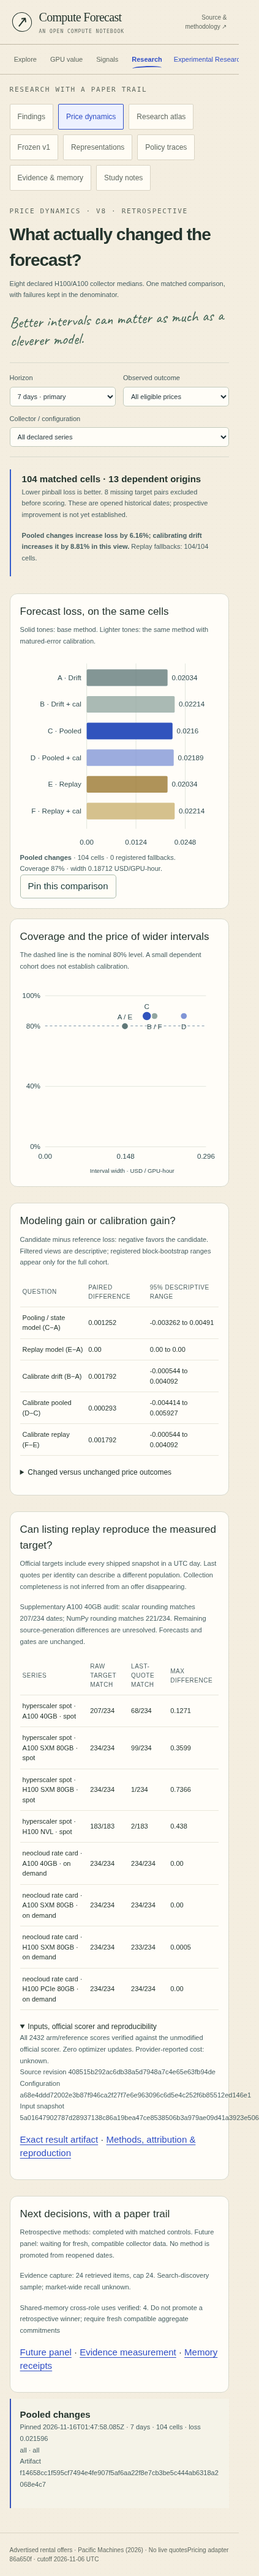 Compute Forecast
AN OPEN COMPUTE NOTEBOOK
Source &
methodology ↗
Explore
GPU value
Signals
Research
Experimental Researc
RESEARCH WITH A PAPER TRAIL
Findings
Price dynamics
Research atlas
Frozen v1
Representations
Policy traces
Evidence & memory
Study notes
PRICE DYNAMICS · V8 · RETROSPECTIVE
What actually changed the
forecast?
Eight declared H100/A100 collector medians. One matched comparison,
with failures kept in the denominator.
Better intervals can matter as much as a
cleverer model.
Horizon
Observed outcome
7 days · primary
All eligible prices
Collector / configuration
All declared series
104 matched cells · 13 dependent origins
Lower pinball loss is better. 8 missing target pairs excluded
before scoring. These are opened historical dates; prospective
improvement is not yet established.
Pooled changes increase loss by 6.16%; calibrating drift
increases it by 8.81% in this view. Replay fallbacks: 104/104
cells.
Forecast loss, on the same cells
Solid tones: base method. Lighter tones: the same method with
matured-error calibration.
A · Drift
0.02034
B · Drift + cal
0.02214
C · Pooled
0.0216
D · Pooled + cal
0.02189
E · Replay
0.02034
F · Replay + cal
0.02214
0.00
0.0124
0.0248
Pooled changes · 104 cells · 0 registered fallbacks.
Coverage 87% · width 0.18712 USD/GPU-hour.
Pin this comparison
Coverage and the price of wider intervals
The dashed line is the nominal 80% level. A small dependent
cohort does not establish calibration.
100%
80%
40%
0%
A / E
C
B / F
D
0.00
0.148
0.296
Interval width · USD / GPU-hour
Modeling gain or calibration gain?
Candidate minus reference loss: negative favors the candidate.
Filtered views are descriptive; registered block-bootstrap ranges
appear only for the full cohort.
QUESTION
PAIRED
DIFFERENCE
95% DESCRIPTIVE
RANGE
Pooling / state
model (C−A)
0.001252
-0.003262 to 0.00491
Replay model (E−A)
0.00
0.00 to 0.00
Calibrate drift (B−A)
0.001792
-0.000544 to
0.004092
Calibrate pooled
(D−C)
0.000293
-0.004414 to
0.005927
Calibrate replay
(F−E)
0.001792
-0.000544 to
0.004092
▶ Changed versus unchanged price outcomes
Can listing replay reproduce the measured
target?
Official targets include every shipped snapshot in a UTC day. Last
quotes per identity can describe a different population. Collection
completeness is not inferred from an offer disappearing.
Supplementary A100 40GB audit: scalar rounding matches
207/234 dates; NumPy rounding matches 221/234. Remaining
source-generation differences are unresolved. Forecasts and
gates are unchanged.
SERIES
RAW
TARGET
MATCH
LAST-
QUOTE
MATCH
MAX
DIFFERENCE
hyperscaler spot ·
A100 40GB · spot
207/234
68/234
0.1271
hyperscaler spot ·
A100 SXM 80GB ·
spot
234/234
99/234
0.3599
hyperscaler spot ·
H100 SXM 80GB ·
spot
234/234
1/234
0.7366
hyperscaler spot ·
H100 NVL · spot
183/183
2/183
0.438
neocloud rate card ·
A100 40GB · on
demand
234/234
234/234
0.00
neocloud rate card ·
A100 SXM 80GB ·
on demand
234/234
234/234
0.00
neocloud rate card ·
H100 SXM 80GB ·
on demand
234/234
233/234
0.0005
neocloud rate card ·
H100 PCIe 80GB ·
on demand
234/234
234/234
0.00
▼ Inputs, official scorer and reproducibility
All 2432 arm/reference scores verified against the unmodified
official scorer. Zero optimizer updates. Provider-reported cost:
unknown.
Source revision 408515b292ac6db38a5d7948a7c4e65e63fb94de
Configuration
a68e4ddd72002e3b87f946ca2f27f7e6e963096c6d5e4c252f6b85512ed146e1
Input snapshot
5a01647902787d28937138c86a19bea47ce8538506b3a979ae09d41a3923e506
Exact result artifact · Methods, attribution &
reproduction
Next decisions, with a paper trail
Retrospective methods: completed with matched controls. Future
panel: waiting for fresh, compatible collector data. No method is
promoted from reopened dates.
Evidence capture: 24 retrieved items, cap 24. Search-discovery
sample; market-wide recall unknown.
Shared-memory cross-role uses verified: 4. Do not promote a
retrospective winner; require fresh compatible aggregate
commitments
Future panel · Evidence measurement · Memory
receipts
Pooled changes
Pinned 2026-11-16T01:47:58.085Z · 7 days · 104 cells · loss
0.021596
all · all
Artifact
f14658cc1f595cf7494e4fe907f5af6aa22f8e7cb3be5c444ab6318a2
068e4c7
Advertised rental offers · Pacific Machines (2026) · No live quotesPricing adapter
86a650f · cutoff 2026-11-06 UTC